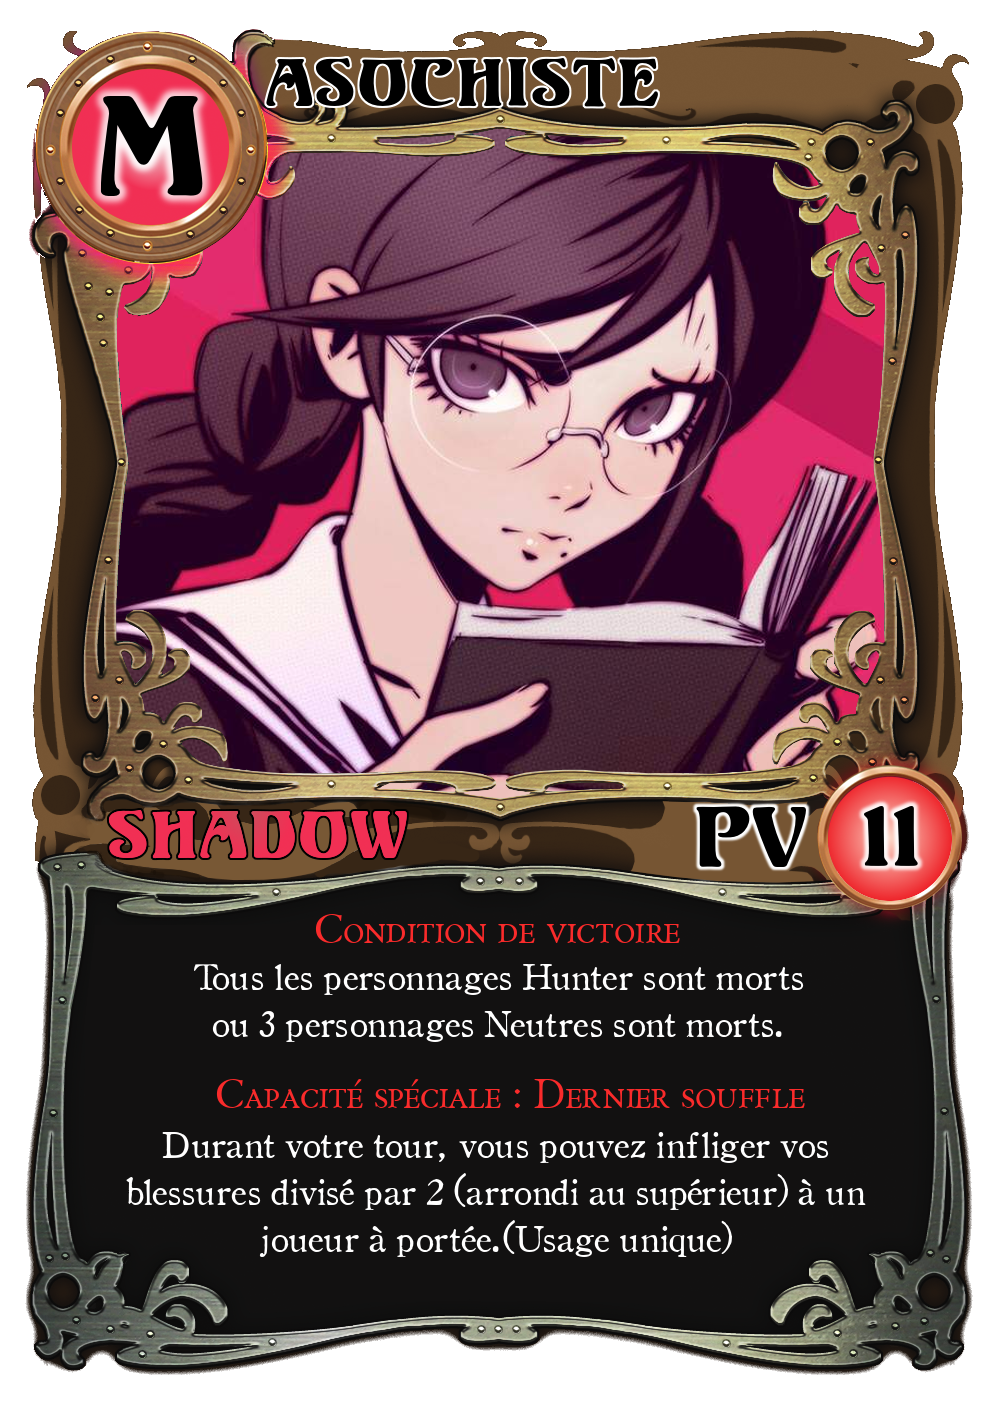 MASOCHISTE
SHADOW
PV 11
CONDITION DE VICTOIRE
Tous les personnages Hunter sont morts
ou 3 personnages Neutres sont morts.
CAPACITÉ SPÉCIALE : DERNIER SOUFFLE
Durant votre tour, vous pouvez infliger vos
blessures divisé par 2 (arrondi au supérieur) à un
joueur à portée.(Usage unique)